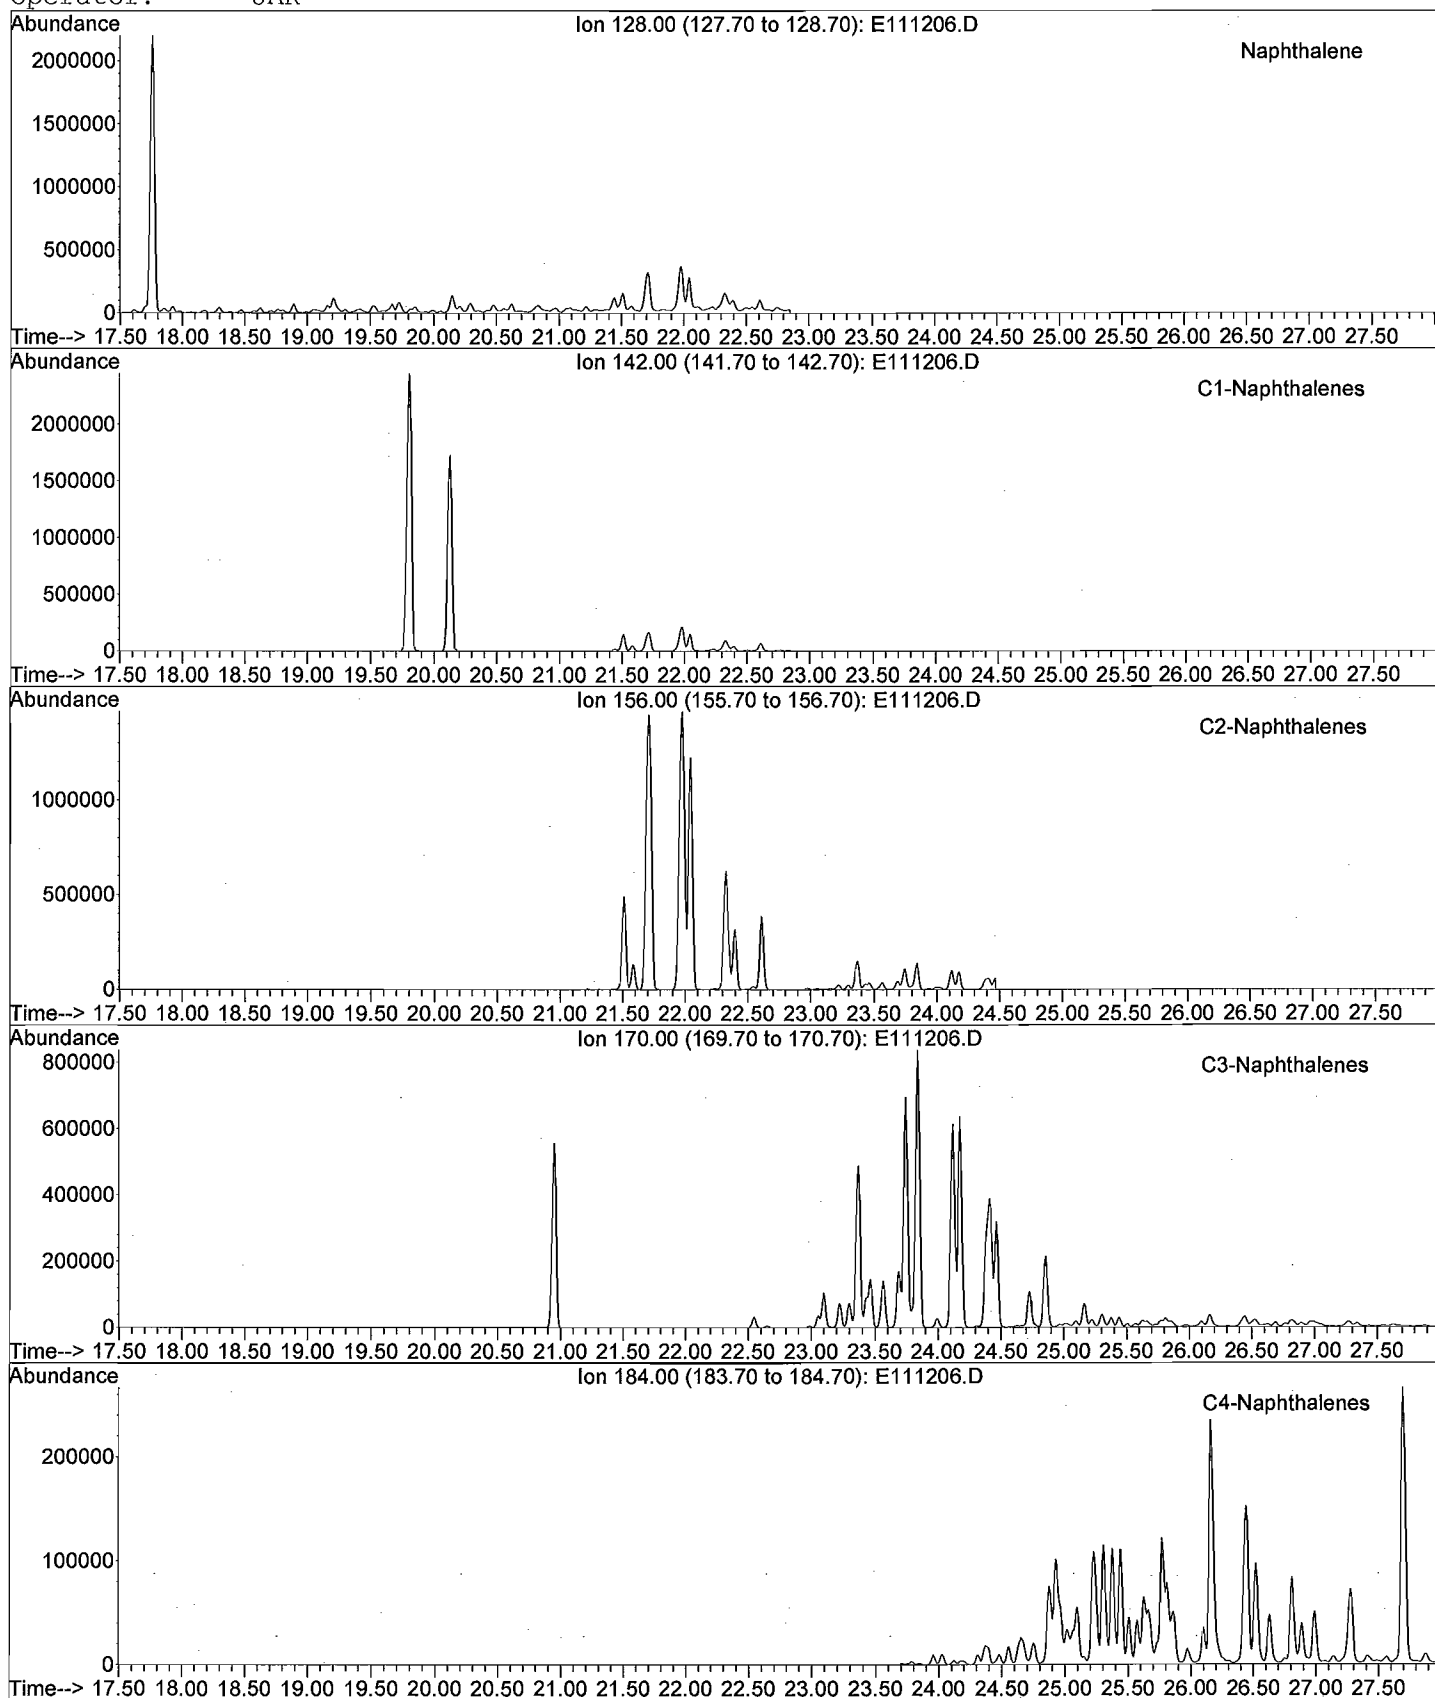 Operator: SAR
Abundance Ion 128.00 (127.70 to 128.70): E111206.D
Naphthalene
2000000
1500000
1000000
500000
0
Time--> 17.50 18.00 18.50 19.00 19.50 20.00 20.50 21.00 21.50 22.00 22.50 23.00 23.50 24.00 24.50 25.00 25.50 26.00 26.50 27.00 27.50
Abundance Ion 142.00 (141.70 to 142.70): E111206.D
C1-Naphthalenes
2000000
1500000
1000000
500000
0
Time--> 17.50 18.00 18.50 19.00 19.50 20.00 20.50 21.00 21.50 22.00 22.50 23.00 23.50 24.00 24.50 25.00 25.50 26.00 26.50 27.00 27.50
Abundance Ion 156.00 (155.70 to 156.70): E111206.D
C2-Naphthalenes
1000000
500000
0
Time--> 17.50 18.00 18.50 19.00 19.50 20.00 20.50 21.00 21.50 22.00 22.50 23.00 23.50 24.00 24.50 25.00 25.50 26.00 26.50 27.00 27.50
Abundance Ion 170.00 (169.70 to 170.70): E111206.D
C3-Naphthalenes
800000
600000
400000
200000
0
Time--> 17.50 18.00 18.50 19.00 19.50 20.00 20.50 21.00 21.50 22.00 22.50 23.00 23.50 24.00 24.50 25.00 25.50 26.00 26.50 27.00 27.50
Abundance Ion 184.00 (183.70 to 184.70): E111206.D
C4-Naphthalenes
200000
100000
0
Time--> 17.50 18.00 18.50 19.00 19.50 20.00 20.50 21.00 21.50 22.00 22.50 23.00 23.50 24.00 24.50 25.00 25.50 26.00 26.50 27.00 27.50